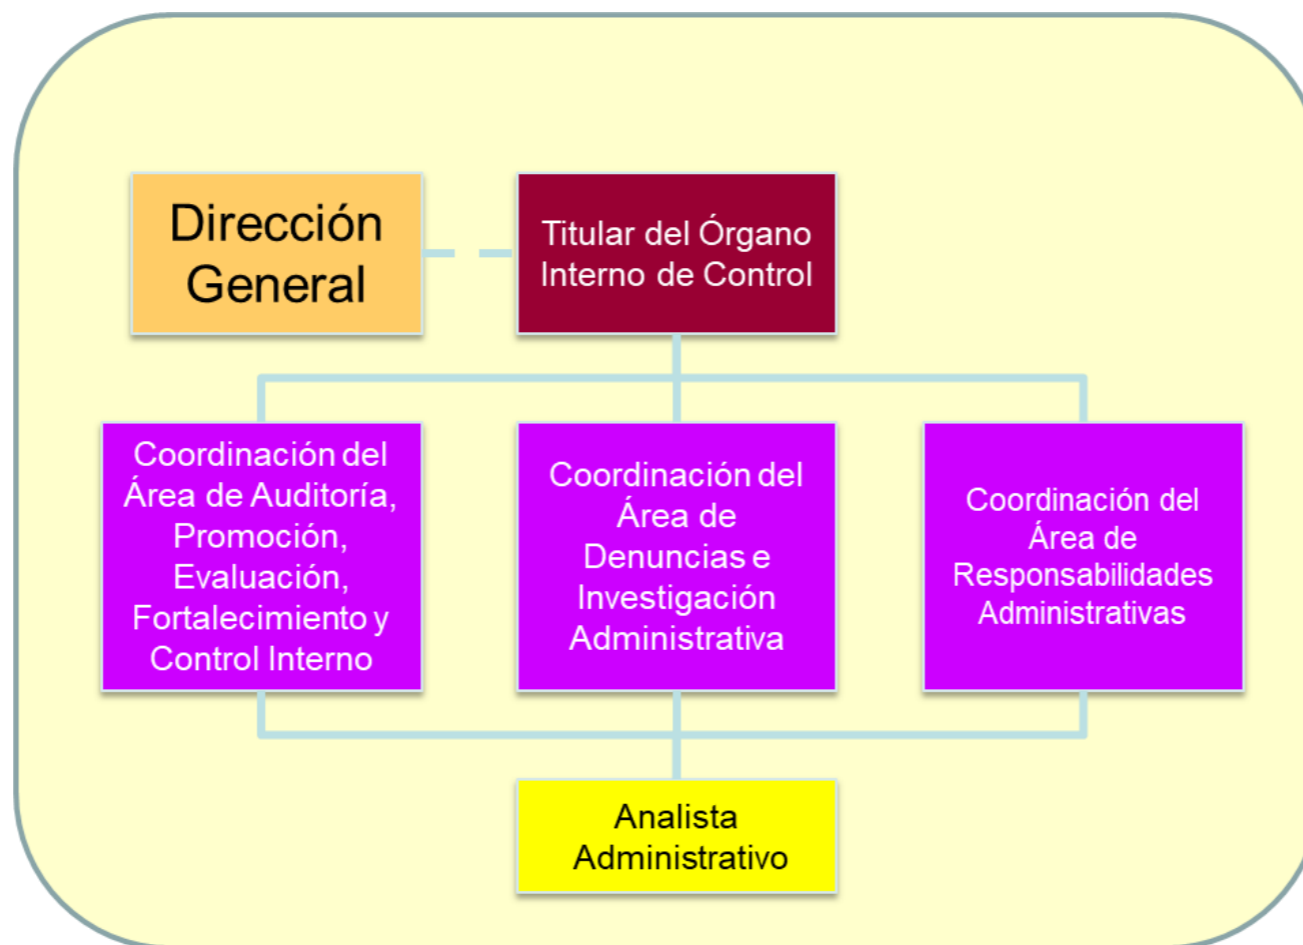 Dirección
General
Titular del Órgano
Interno de Control
Coordinación del
Área de Auditoría,
Promoción,
Evaluación,
Fortalecimiento y
Control Interno
Coordinación del
Área de
Denuncias e
Investigación
Administrativa
Coordinación del
Área de
Responsabilidades
Administrativas
Analista
Administrativo